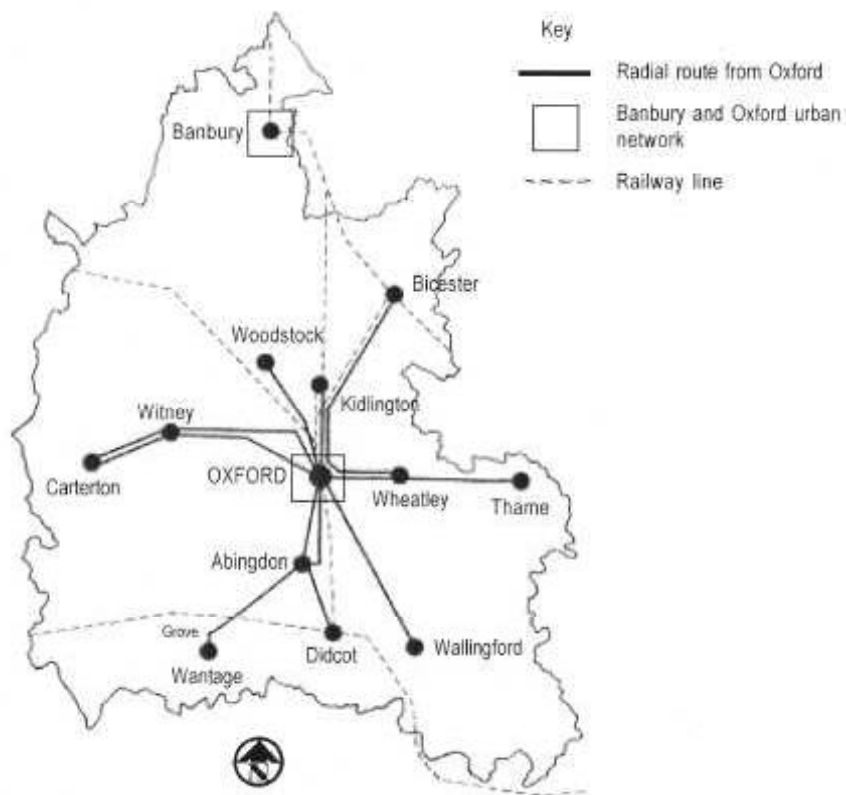 Key
Radial route from Oxford
Banbury and Oxford urban
network
Railway line
Banbury
Bicester
Woodstock
Kidlington
Witney
Carterton
OXFORD
Wheatley
Thame
Abingdon
Grove
Wantage
Didcot
Wallingford
N